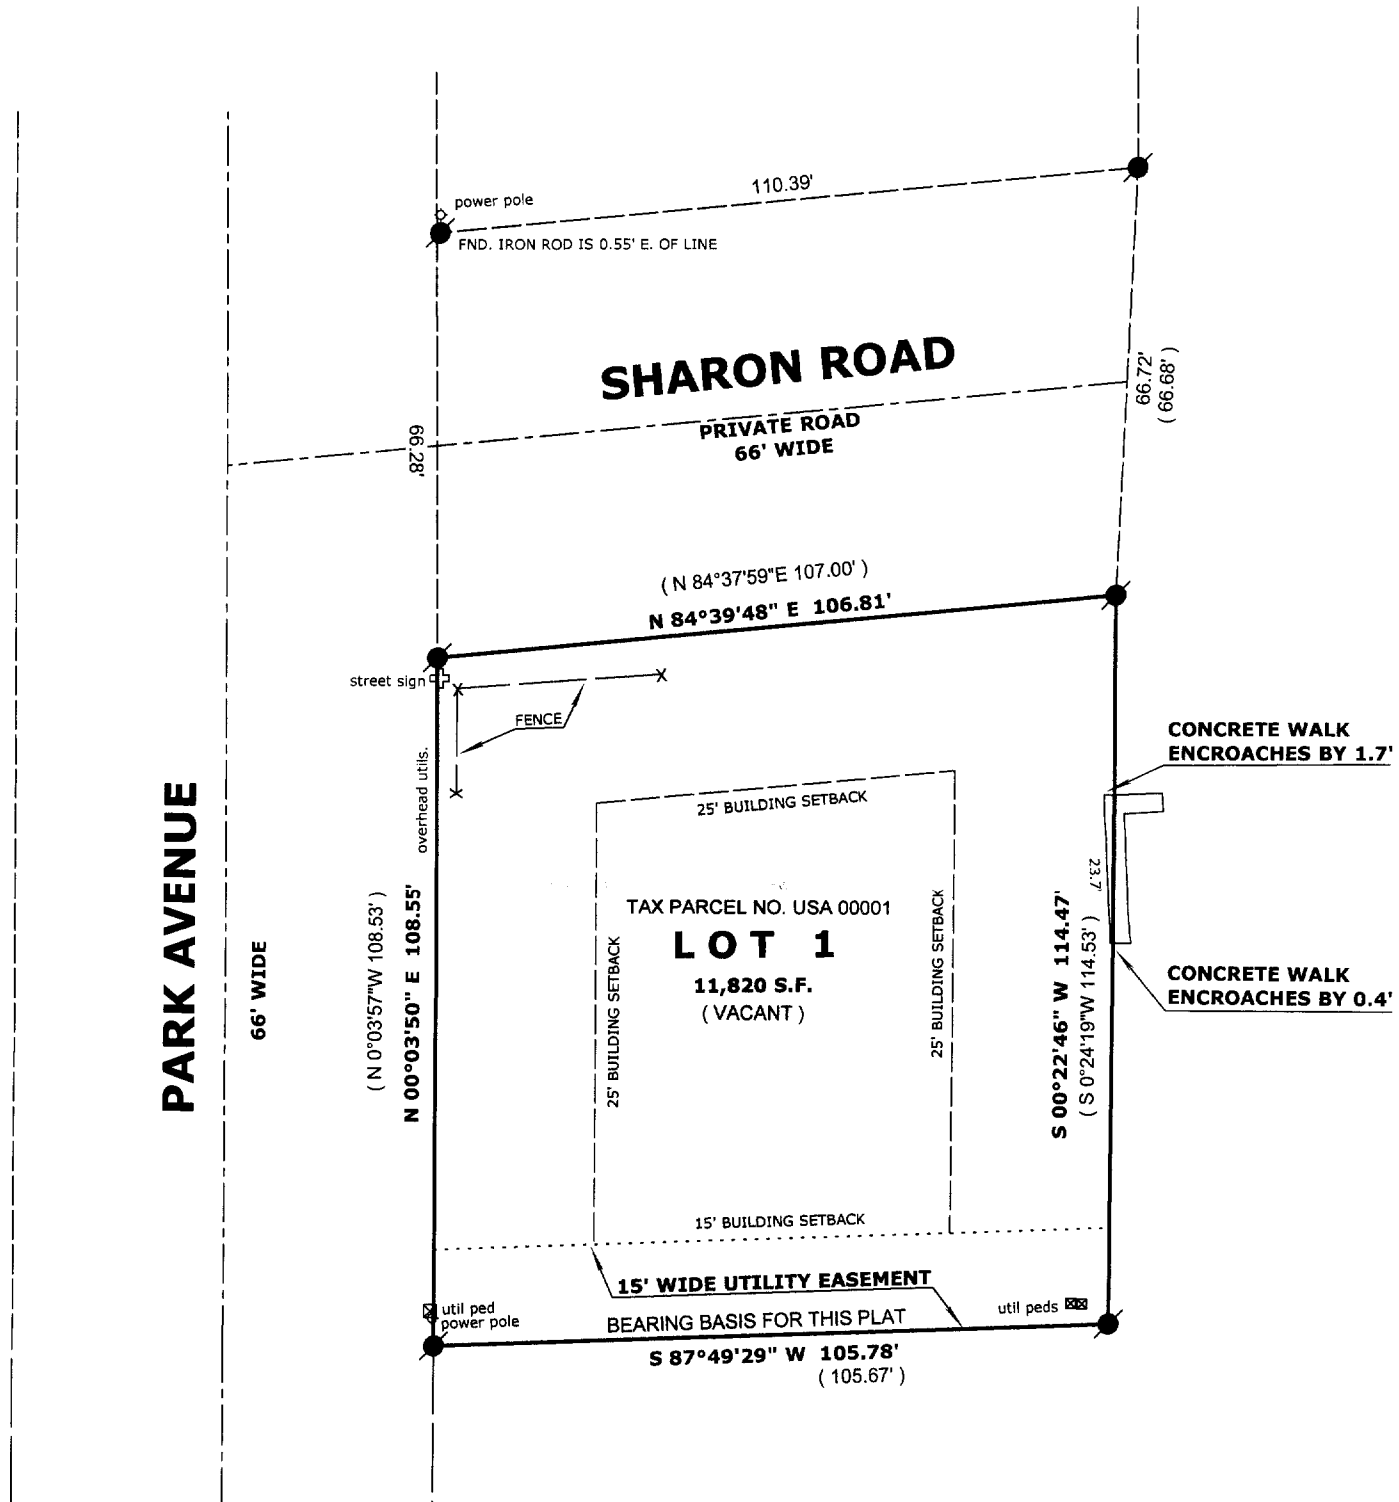 110.39'
power pole
FND. IRON ROD IS 0.55' E. OF LINE
SHARON ROAD
PRIVATE ROAD
66' WIDE
66.72'
( 66.68' )
66.28'
( N 84°37'59"E 107.00' )
N 84°39'48" E 106.81'
street sign
FENCE
overhead utils.
CONCRETE WALK
ENCROACHES BY 1.7'
25' BUILDING SETBACK
PARK AVENUE
66' WIDE
( N 0°03'57"W 108.53' )
N 00°03'50" E 108.55'
TAX PARCEL NO. USA 00001
LOT 1
11,820 S.F.
( VACANT )
25' BUILDING SETBACK
25' BUILDING SETBACK
23.7'
S 00°22'46" W 114.47'
( S 0°24'19"W 114.53' )
CONCRETE WALK
ENCROACHES BY 0.4'
15' BUILDING SETBACK
15' WIDE UTILITY EASEMENT
util ped
power pole
util peds
BEARING BASIS FOR THIS PLAT
S 87°49'29" W 105.78'
( 105.67' )